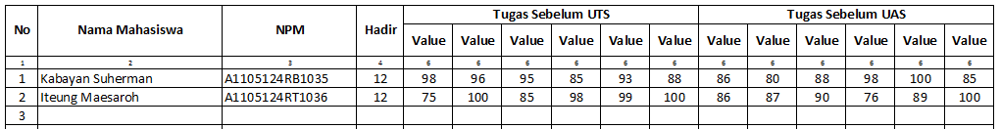 No Nama Mahasiswa NPM Hadir Tugas Sebelum UTS Tugas Sebelum UAS
Value Value Value Value Value Value Value Value Value Value Value Value
1 2 3 4 6 6 6 6 6 6 6 6 6 6 6 6
1 Kabayan Suherman A1105124RB1035 12 98 96 95 85 93 88 86 80 88 98 100 85
2 Iteung Maesaroh A1105124RT1036 12 75 100 85 98 99 100 86 87 90 76 89 100
3